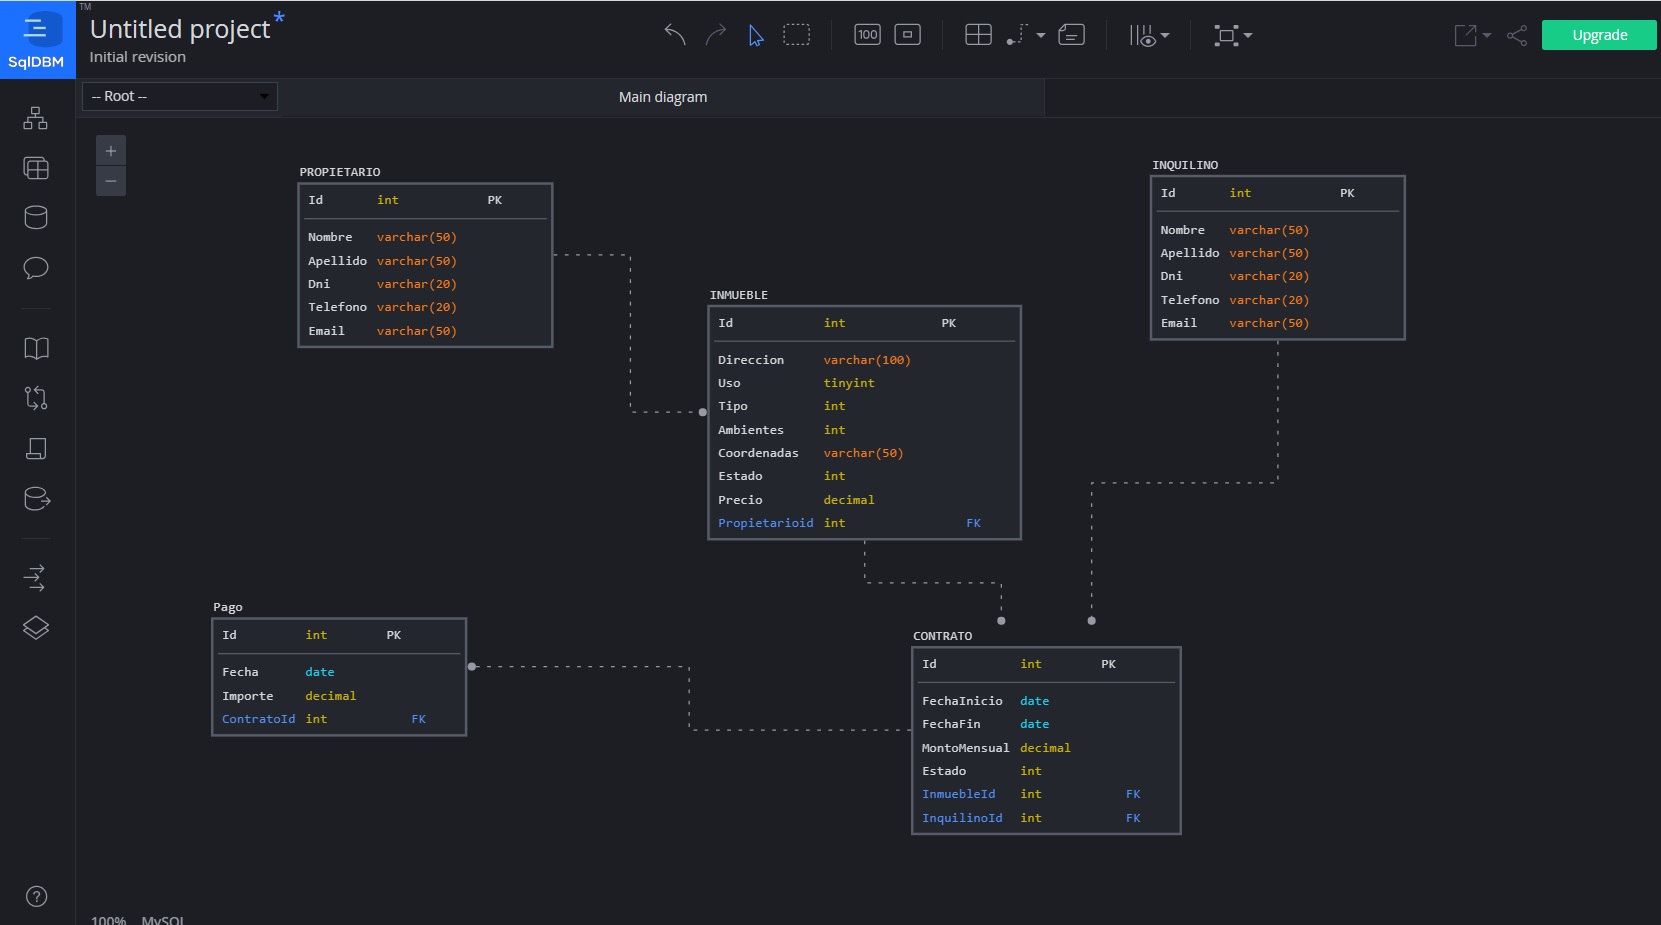 TM
SqlDBM
Untitled project*
Initial revision
100
Upgrade
-- Root --
Main diagram
+
−
PROPIETARIO
Id int PK
Nombre varchar(50)
Apellido varchar(50)
Dni varchar(20)
Telefono varchar(20)
Email varchar(50)
INQUILINO
Id int PK
Nombre varchar(50)
Apellido varchar(50)
Dni varchar(20)
Telefono varchar(20)
Email varchar(50)
INMUEBLE
Id int PK
Direccion varchar(100)
Uso tinyint
Tipo int
Ambientes int
Coordenadas varchar(50)
Estado int
Precio decimal
Propietarioid int FK
Pago
Id int PK
Fecha date
Importe decimal
ContratoId int FK
CONTRATO
Id int PK
FechaInicio date
FechaFin date
MontoMensual decimal
Estado int
InmuebleId int FK
InquilinoId int FK
?
100% MySQL